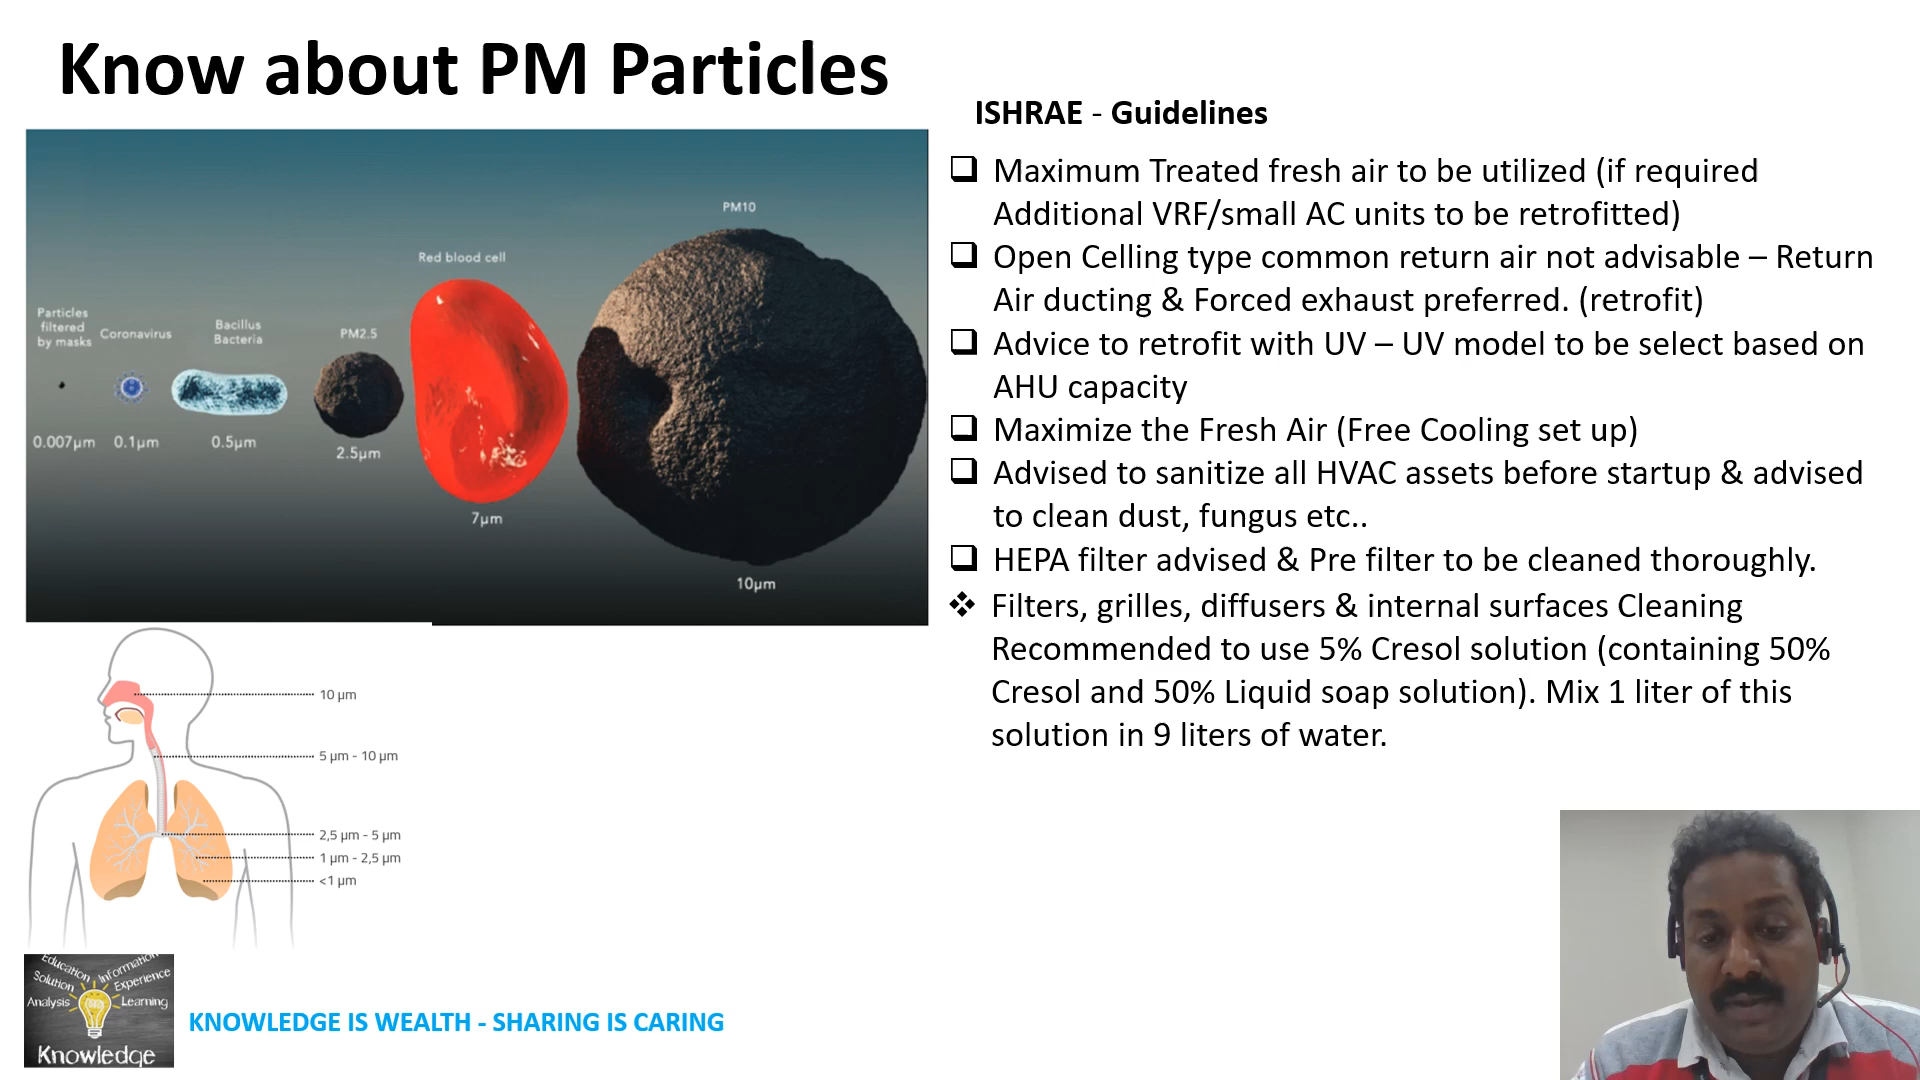 Know about PM Particles
PM10
Red blood cell
Particles
filtered
by masks
Coronavirus
Bacillus
Bacteria
PM2.5
0.007µm
0.1µm
0.5µm
2.5µm
7µm
10µm
10 µm
5 µm - 10 µm
2,5 µm - 5 µm
1 µm - 2,5 µm
<1 µm
ISHRAE - Guidelines
Maximum Treated fresh air to be utilized (if required
Additional VRF/small AC units to be retrofitted)
Open Celling type common return air not advisable – Return
Air ducting & Forced exhaust preferred. (retrofit)
Advice to retrofit with UV – UV model to be select based on
AHU capacity
Maximize the Fresh Air (Free Cooling set up)
Advised to sanitize all HVAC assets before startup & advised
to clean dust, fungus etc..
HEPA filter advised & Pre filter to be cleaned thoroughly.
Filters, grilles, diffusers & internal surfaces Cleaning
Recommended to use 5% Cresol solution (containing 50%
Cresol and 50% Liquid soap solution). Mix 1 liter of this
solution in 9 liters of water.
Education
Information
Solution
Experience
Analysis
Learning
Knowledge
KNOWLEDGE IS WEALTH - SHARING IS CARING